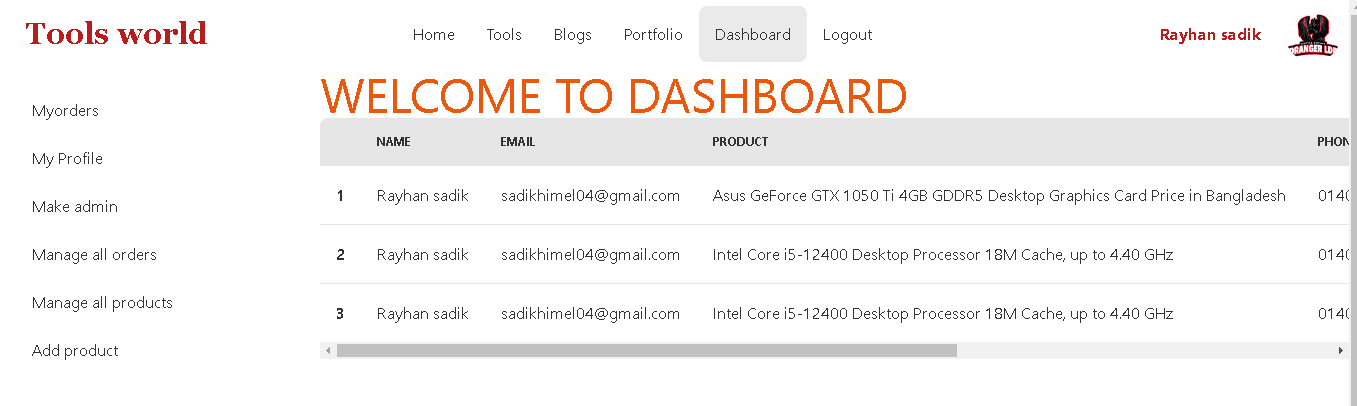 Tools world
Home Tools Blogs Portfolio Dashboard Logout
Rayhan sadik
RANGER
Myorders
My Profile
Make admin
Manage all orders
Manage all products
Add product
WELCOME TO DASHBOARD
NAME EMAIL PRODUCT PHON
1 Rayhan sadik sadikhimel04@gmail.com Asus GeForce GTX 1050 Ti 4GB GDDR5 Desktop Graphics Card Price in Bangladesh 0140
2 Rayhan sadik sadikhimel04@gmail.com Intel Core i5-12400 Desktop Processor 18M Cache, up to 4.40 GHz 0140
3 Rayhan sadik sadikhimel04@gmail.com Intel Core i5-12400 Desktop Processor 18M Cache, up to 4.40 GHz 0140